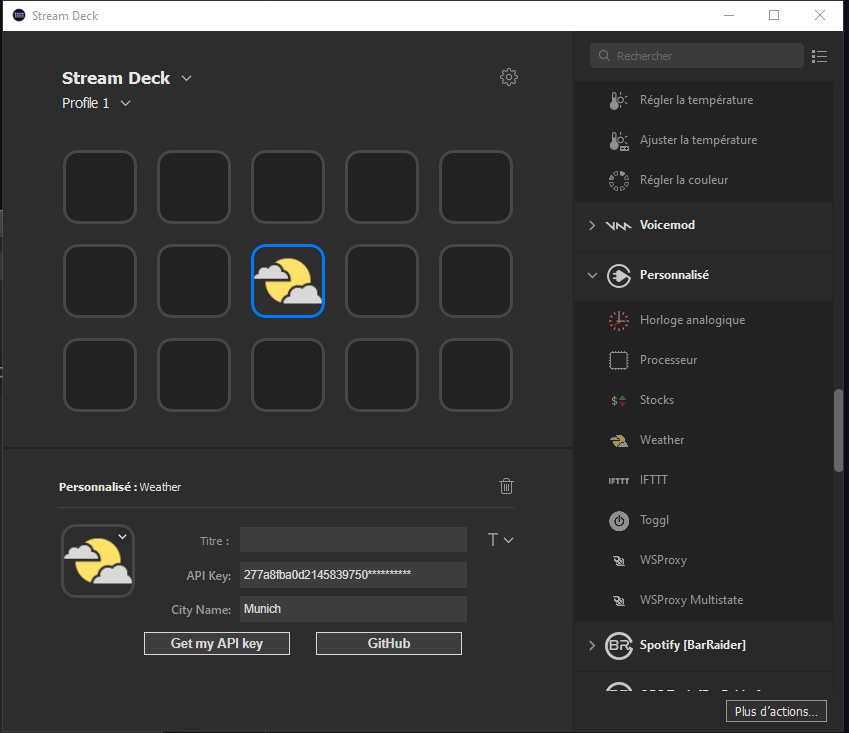 Stream Deck
Stream Deck
Profile 1
Personnalisé : Weather
Titre :
T
API Key: 277a8fba0d2145839750**********
City Name: Munich
Get my API key
GitHub
Rechercher
Régler la température
Ajuster la température
Régler la couleur
Voicemod
Personnalisé
Horloge analogique
Processeur
$ Stocks
Weather
IFTTT IFTTT
Toggl
WSProxy
WSProxy Multistate
BR Spotify [BarRaider]
Plus d'actions...